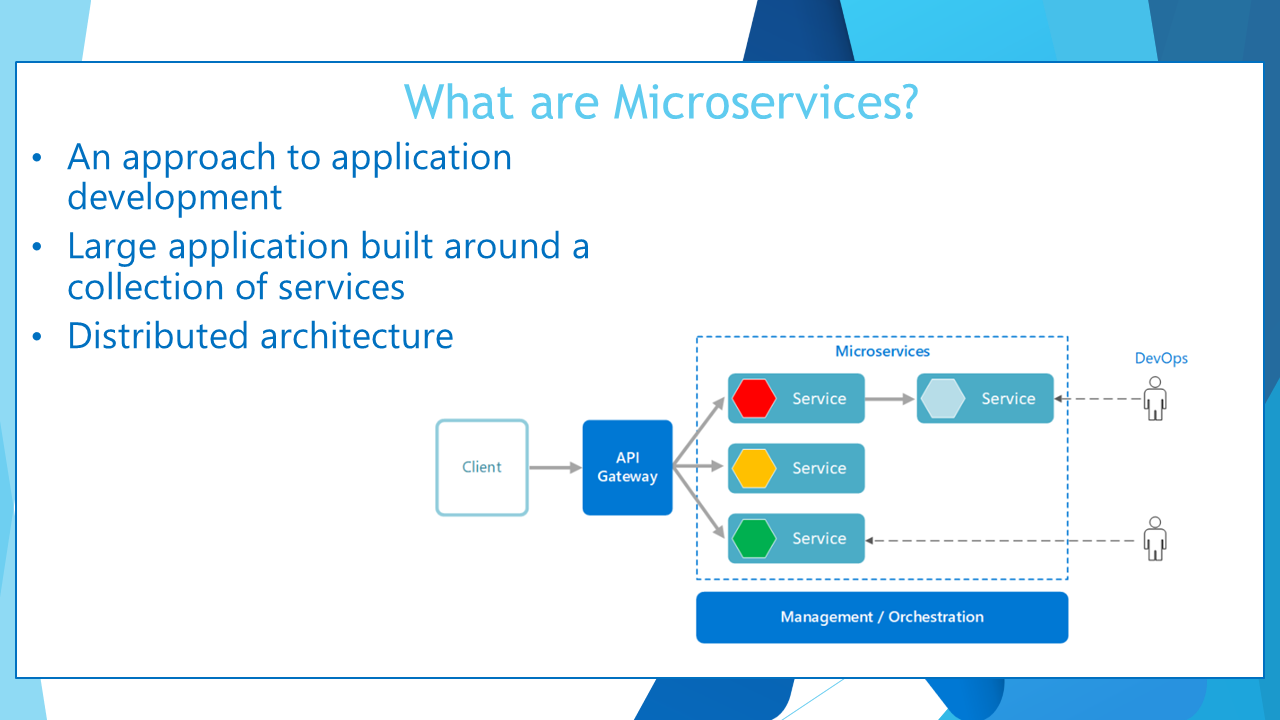 What are Microservices?
• An approach to application
development
• Large application built around a
collection of services
• Distributed architecture
Microservices
DevOps
Service
Service
Client
API
Gateway
Service
Service
Management / Orchestration